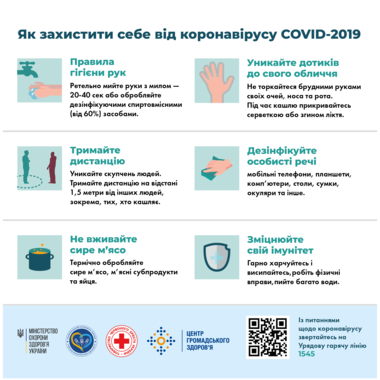 Як захистити себе від коронавірусу COVID-2019
Правила
гігієни рук
Ретельно мийте руки з милом —
20-40 сек або обробляйте
дезінфікуючими спиртовмісними
(від 60%) засобами.
Уникайте дотиків
до свого обличчя
Не торкайтеся брудними руками
своїх очей, носа та рота.
Під час кашлю прикривайтесь
серветкою або згином ліктя.
Тримайте
дистанцію
Уникайте скупчень людей.
Тримайте дистанцію на відстані
1,5 метри від інших людей,
зокрема, тих, хто кашляє.
Дезінфікуйте
особисті речі
мобільні телефони, планшети,
комп’ютери, столи, сумки,
окуляри та інше.
Не вживайте
сире м’ясо
Термічно обробляйте
сире м’ясо, м’ясні субпродукти
та яйця.
Зміцнюйте
свій імунітет
Гарно харчуйтесь і
висипайтесь,робіть фізичні
вправи,пийте багато води.
МІНІСТЕРСТВО
ОХОРОНИ
ЗДОРОВ’Я
УКРАЇНИ
ЦЕНТР
ГРОМАДСЬКОГО
ЗДОРОВ’Я
Із питаннями
щодо коронавірусу
звертайтесь на
Урядову гарячу лінію
1545